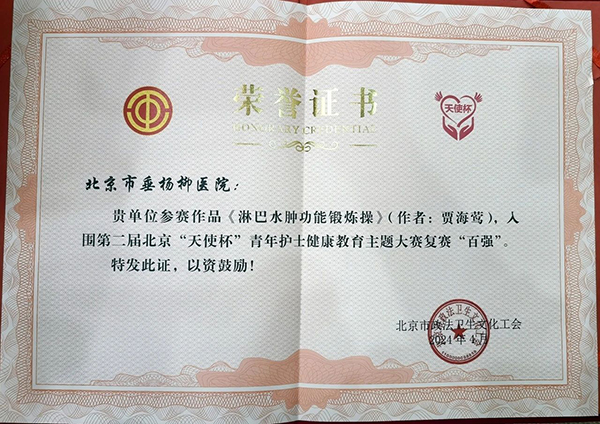 荣誉证书
HONORARY CREDENTIAL
天使杯
北京市垂杨柳医院：
贵单位参赛作品《淋巴水肿功能锻炼操》（作者：贾海莺），入
围第二届北京“天使杯”青年护士健康教育主题大赛复赛“百强”。
特发此证，以资鼓励！
北京市政法卫生文化工会
2024年4月